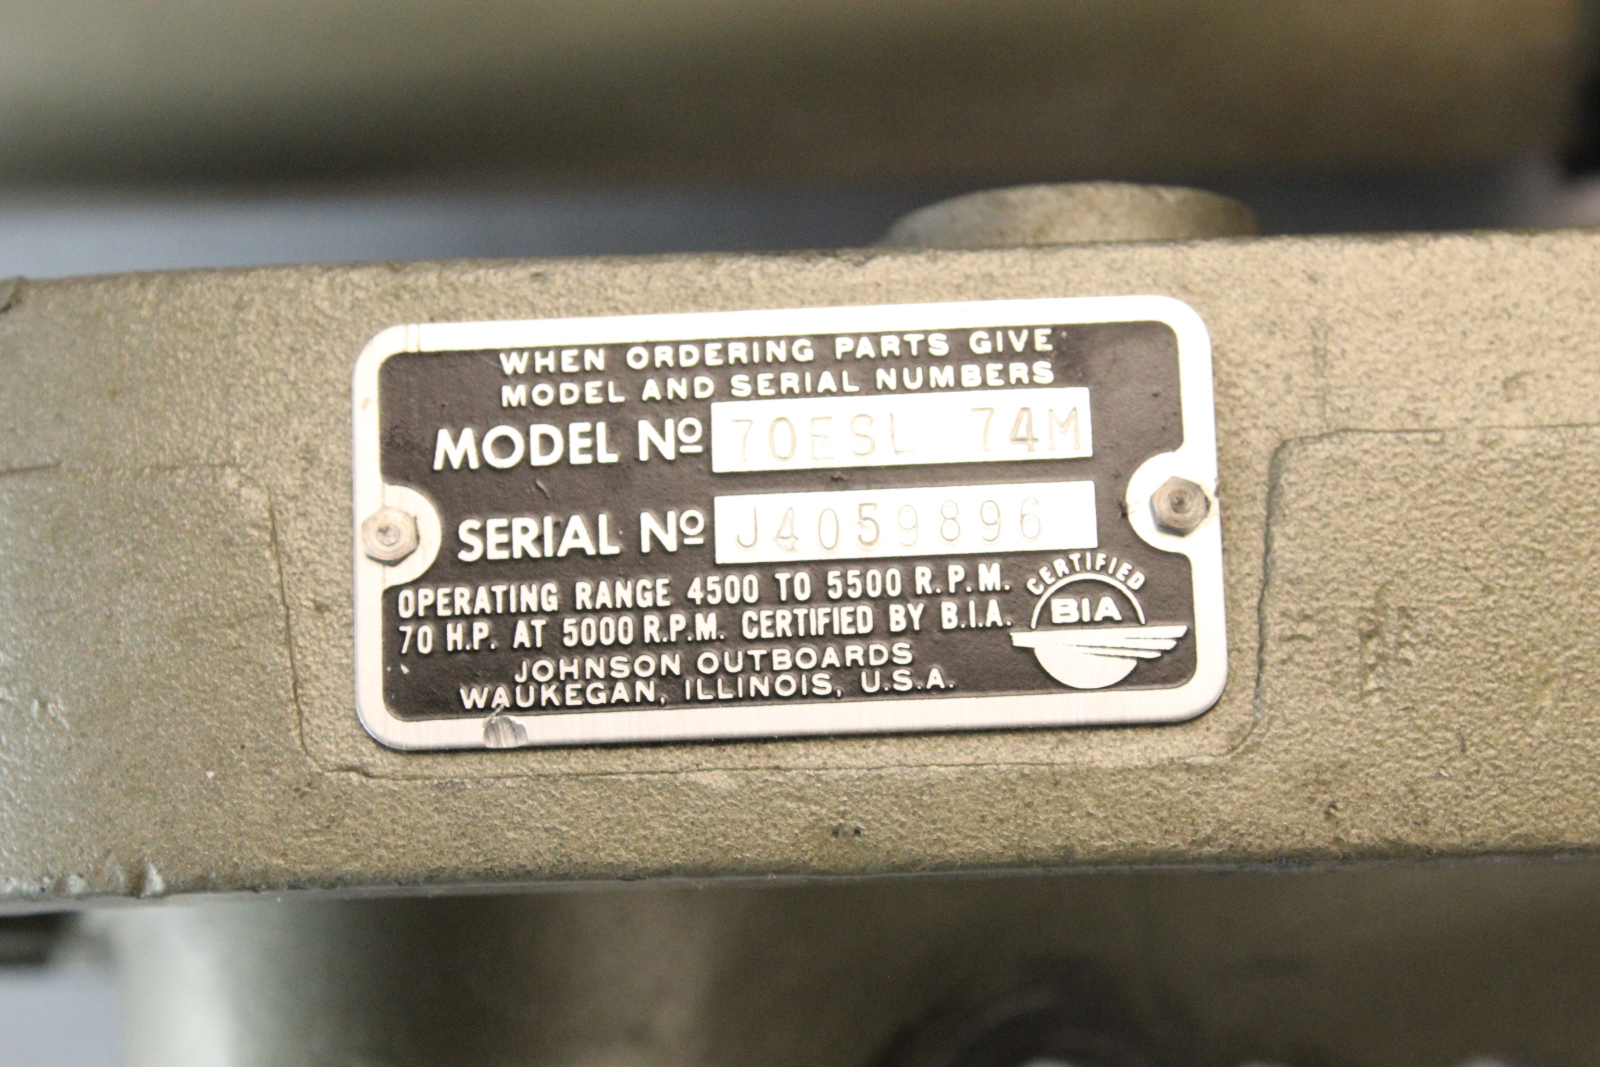 WHEN ORDERING PARTS GIVE
MODEL AND SERIAL NUMBERS
MODEL Nº 70ESL 74M
SERIAL Nº J4059896
OPERATING RANGE 4500 TO 5500 R.P.M.
70 H.P. AT 5000 R.P.M. CERTIFIED BY B.I.A.
JOHNSON OUTBOARDS
WAUKEGAN, ILLINOIS, U.S.A.
CERTIFIED
BIA